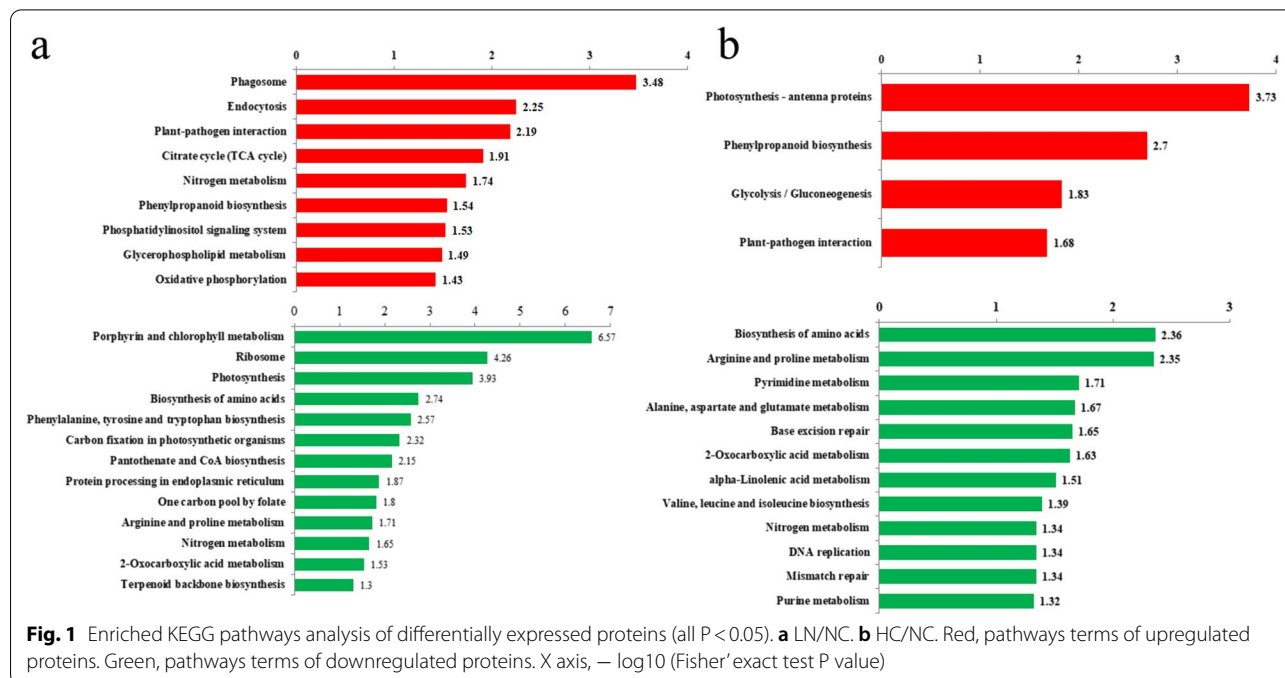 a
0 1 2 3 4
Phagosome 3.48
Endocytosis 2.25
Plant-pathogen interaction 2.19
Citrate cycle (TCA cycle) 1.91
Nitrogen metabolism 1.74
Phenylpropanoid biosynthesis 1.54
Phosphatidylinositol signaling system 1.53
Glycerophospholipid metabolism 1.49
Oxidative phosphorylation 1.43
0 1 2 3 4 5 6 7
Porphyrin and chlorophyll metabolism 6.57
Ribosome 4.26
Photosynthesis 3.93
Biosynthesis of amino acids 2.74
Phenylalanine, tyrosine and tryptophan biosynthesis 2.57
Carbon fixation in photosynthetic organisms 2.32
Pantothenate and CoA biosynthesis 2.15
Protein processing in endoplasmic reticulum 1.87
One carbon pool by folate 1.8
Arginine and proline metabolism 1.71
Nitrogen metabolism 1.65
2-Oxocarboxylic acid metabolism 1.53
Terpenoid backbone biosynthesis 1.3
b
0 1 2 3 4
Photosynthesis - antenna proteins 3.73
Phenylpropanoid biosynthesis 2.7
Glycolysis / Gluconeogenesis 1.83
Plant-pathogen interaction 1.68
0 1 2 3
Biosynthesis of amino acids 2.36
Arginine and proline metabolism 2.35
Pyrimidine metabolism 1.71
Alanine, aspartate and glutamate metabolism 1.67
Base excision repair 1.65
2-Oxocarboxylic acid metabolism 1.63
alpha-Linolenic acid metabolism 1.51
Valine, leucine and isoleucine biosynthesis 1.39
Nitrogen metabolism 1.34
DNA replication 1.34
Mismatch repair 1.34
Purine metabolism 1.32
Fig. 1 Enriched KEGG pathways analysis of differentially expressed proteins (all P < 0.05). a LN/NC. b HC/NC. Red, pathways terms of upregulated
proteins. Green, pathways terms of downregulated proteins. X axis, − log10 (Fisher' exact test P value)